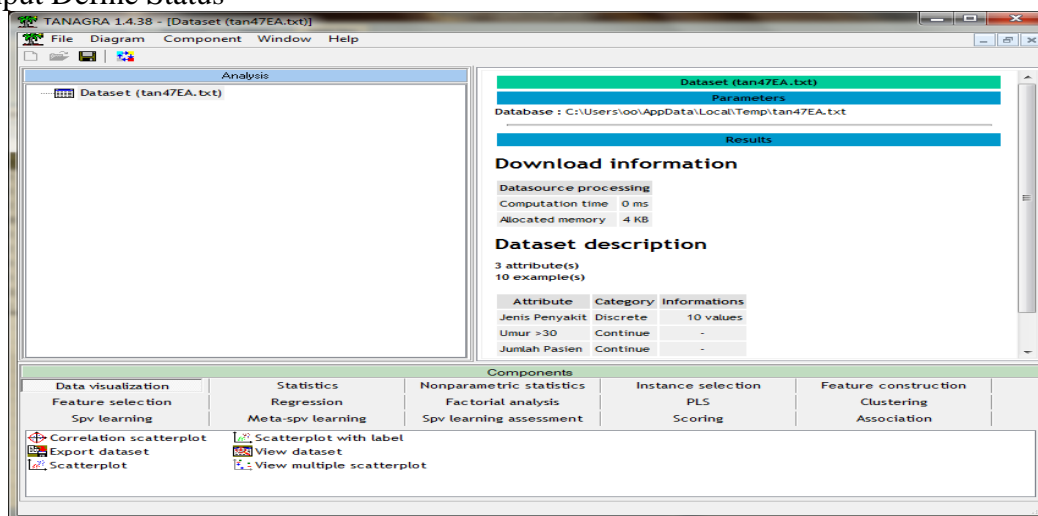 put Define Status
TANAGRA 1.4.38 - [Dataset (tan47EA.txt)]
File Diagram Component Window Help
Analysis
Dataset (tan47EA.txt)
Dataset (tan47EA.txt)
Parameters
Database : C:\Users\oo\AppData\Local\Temp\tan47EA.txt
Results
Download information
Datasource processing
Computation time 0 ms
Allocated memory 4 KB
Dataset description
3 attribute(s)
10 example(s)
Attribute Category Informations
Jenis Penyakit Discrete 10 values
Umur >30 Continue -
Jumlah Pasien Continue -
Components
Data visualization Statistics Nonparametric statistics Instance selection Feature construction
Feature selection Regression Factorial analysis PLS Clustering
Spv learning Meta-spv learning Spv learning assessment Scoring Association
Correlation scatterplot Scatterplot with label
Export dataset View dataset
Scatterplot View multiple scatterplot